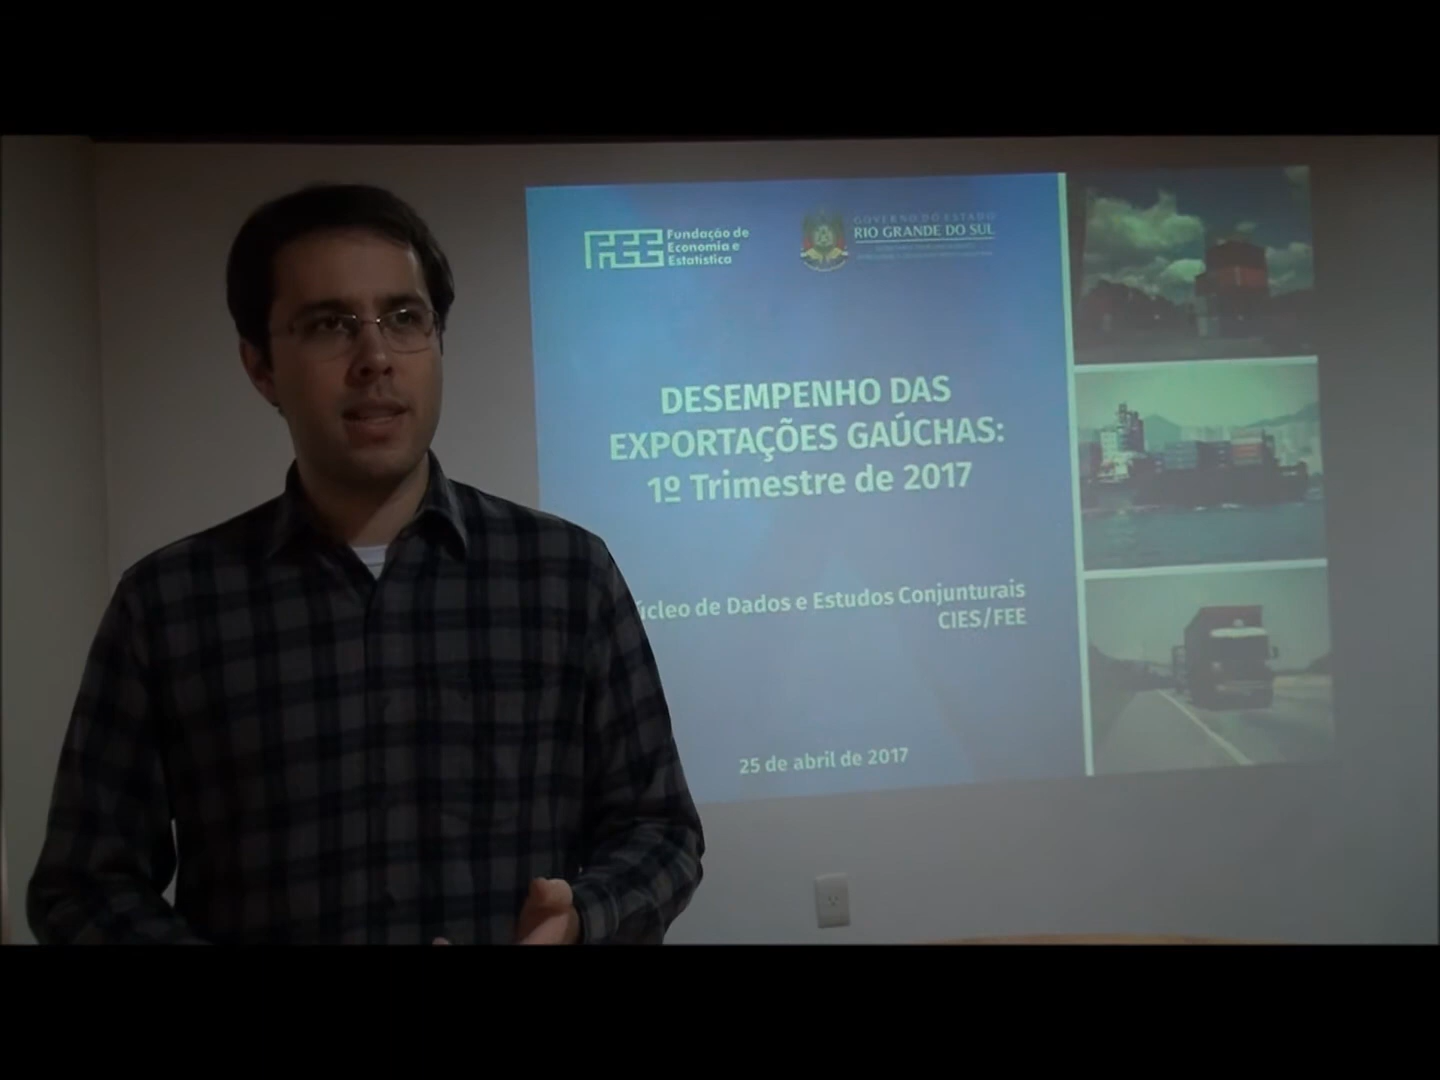 FEE
Fundação de
Economia e
Estatística
GOVERNO DO ESTADO
RIO GRANDE DO SUL
DESEMPENHO DAS
EXPORTAÇÕES GAÚCHAS:
1º Trimestre de 2017
de Dados e Estudos Conjunturais
CIES/FEE
25 de abril de 2017